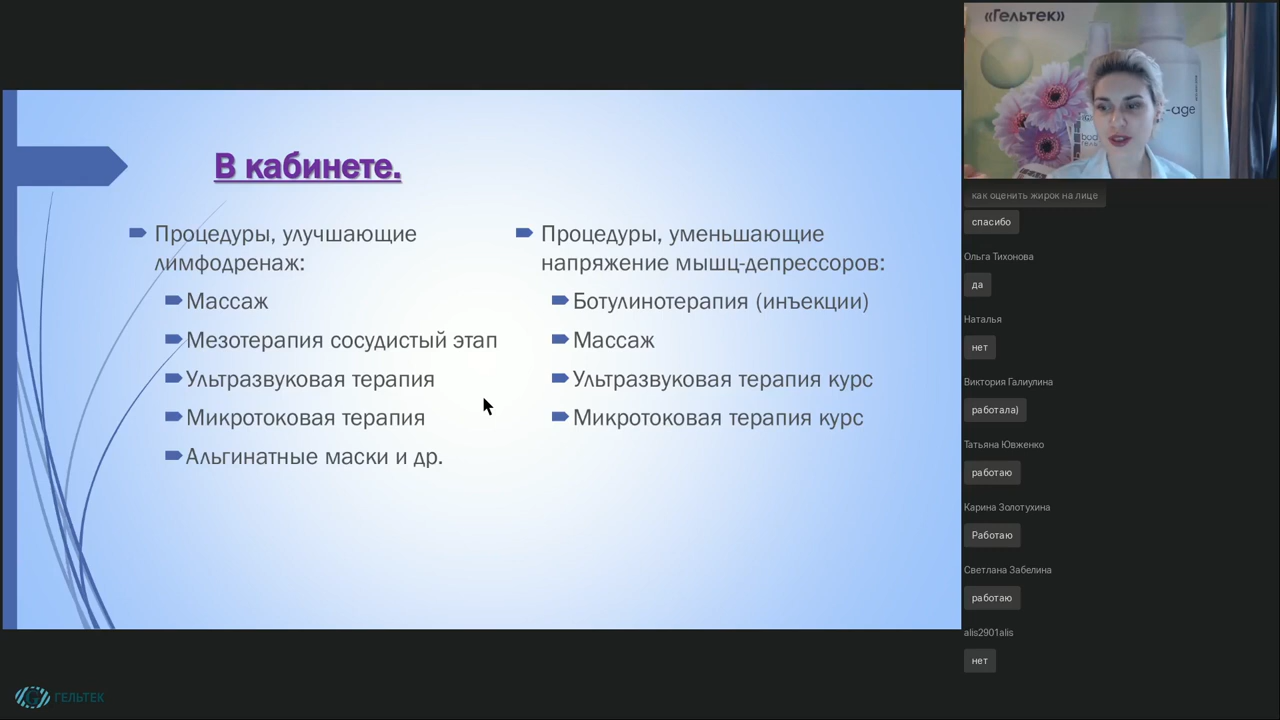 В кабинете.
Процедуры, улучшающие
лимфодренаж:
Массаж
Мезотерапия сосудистый этап
Ультразвуковая терапия
Микротоковая терапия
Альгинатные маски и др.
Процедуры, уменьшающие
напряжение мышц-депрессоров:
Ботулинотерапия (инъекции)
Массаж
Ультразвуковая терапия курс
Микротоковая терапия курс
«Гельтек»
-age
как оценить жирок на лице
спасибо
Ольга Тихонова
да
Наталья
нет
Виктория Галиулина
работала)
Татьяна Ювженко
работаю
Карина Золотухина
Работаю
Светлана Забелина
работаю
alis2901alis
нет
ГЕЛЬТЕК